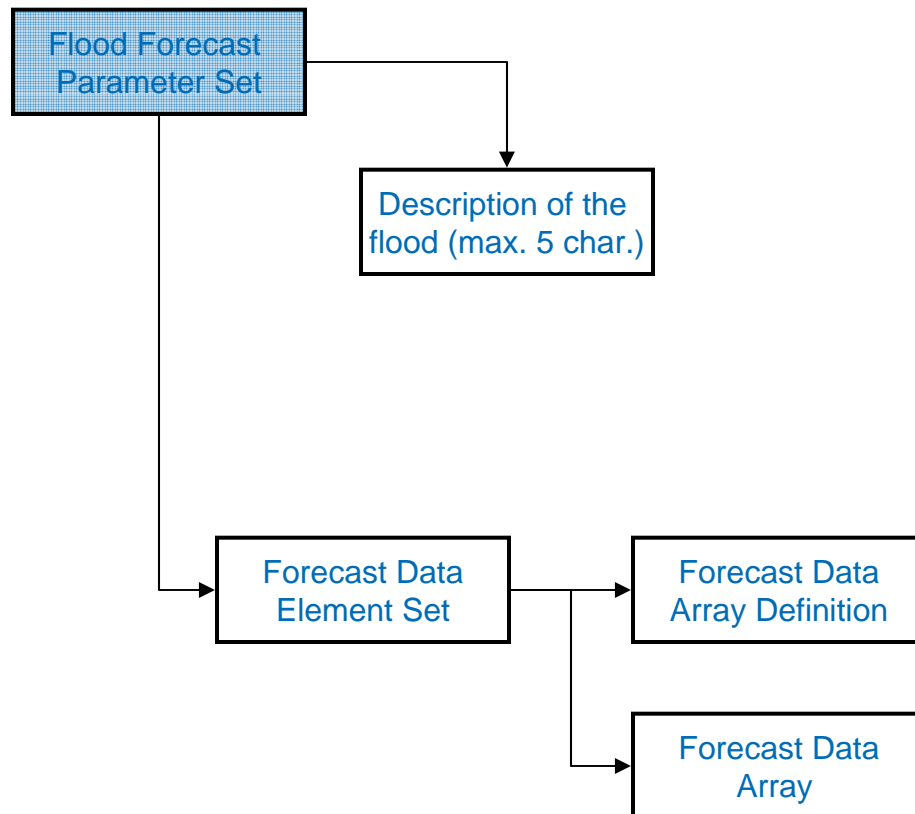 Flood Forecast
Parameter Set
Description of the
flood (max. 5 char.)
Forecast Data
Element Set
Forecast Data
Array Definition
Forecast Data
Array